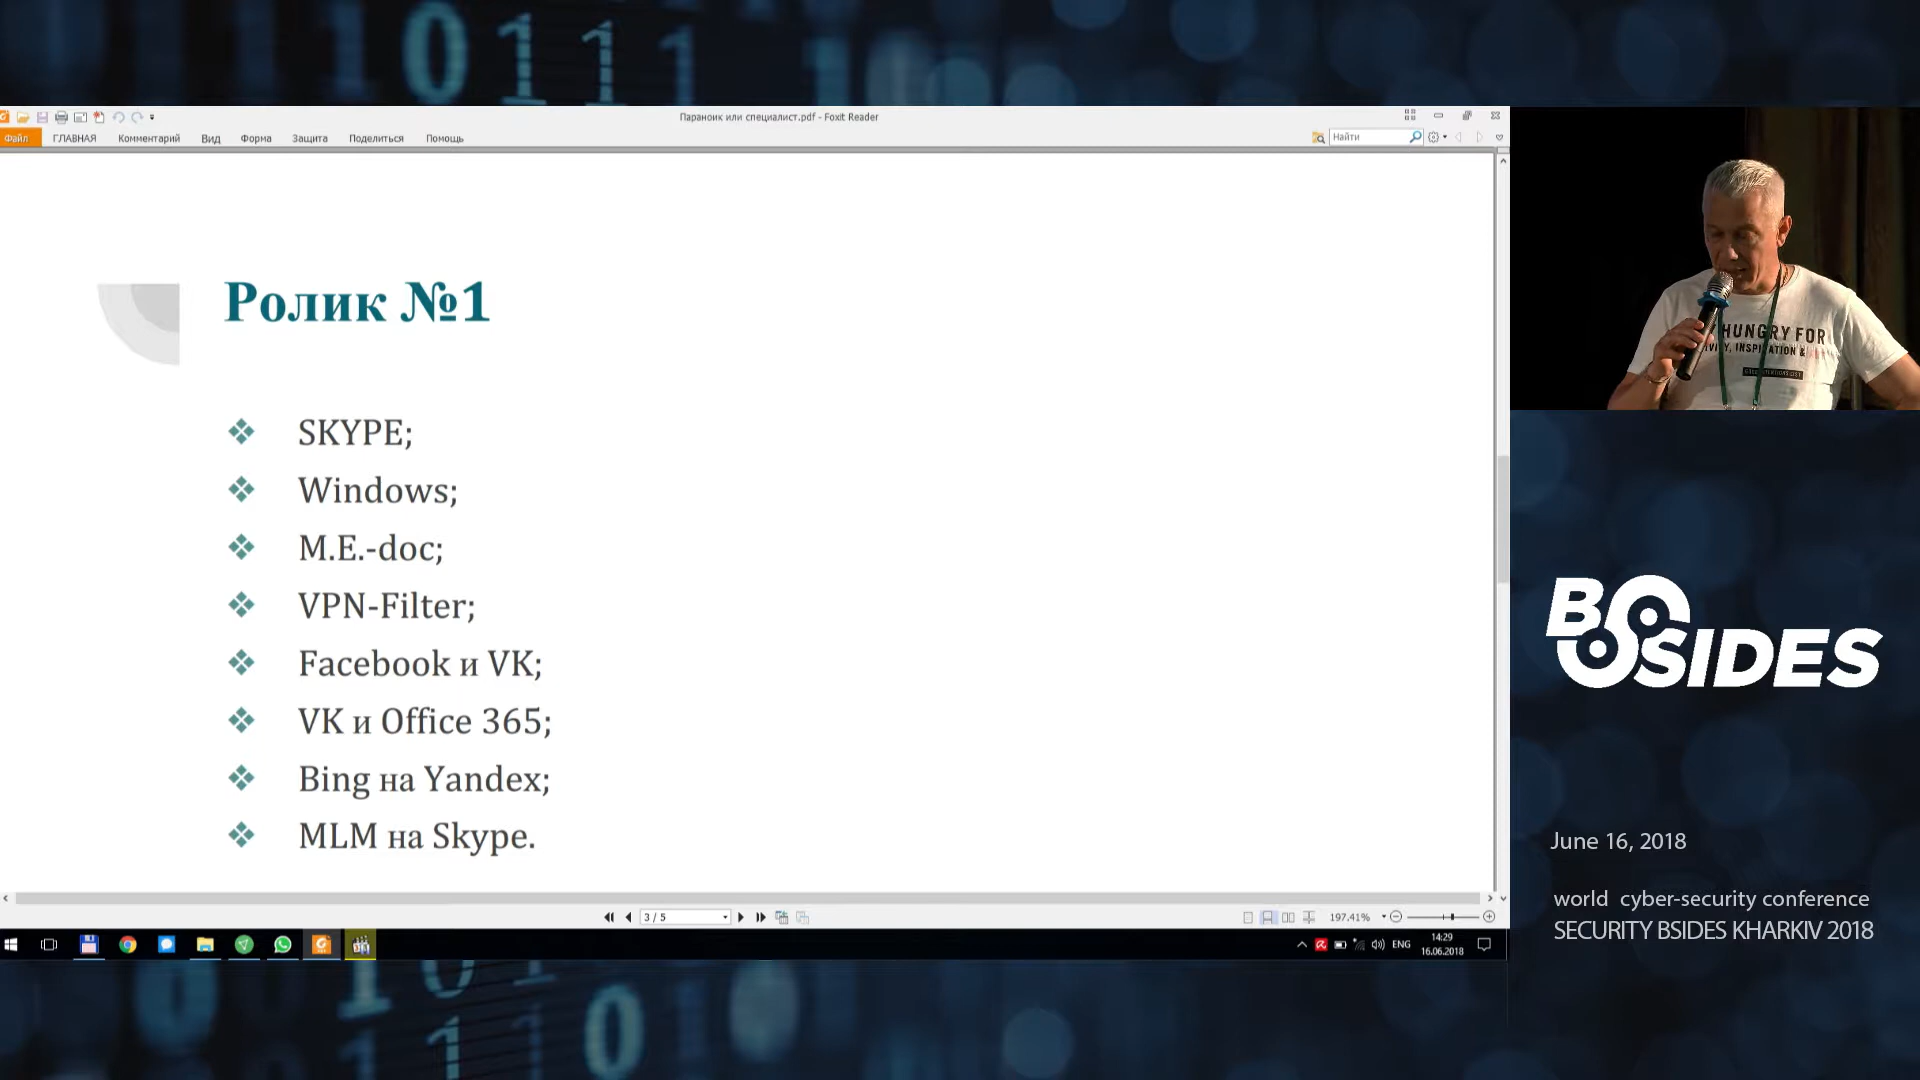 0111
Параноик или специалист.pdf - Foxit Reader
Файл ГЛАВНАЯ Комментарий Вид Форма Защита Поделиться Помощь
Найти
Ролик №1
SKYPE;
Windows;
M.E.-doc;
VPN-Filter;
Facebook и VK;
VK и Office 365;
Bing на Yandex;
MLM на Skype.
3 / 5
197.41%
ENG
14:29
16.06.2018
HUNGRY FOR
BSIDES
June 16, 2018
world cyber-security conference
SECURITY BSIDES KHARKIV 2018